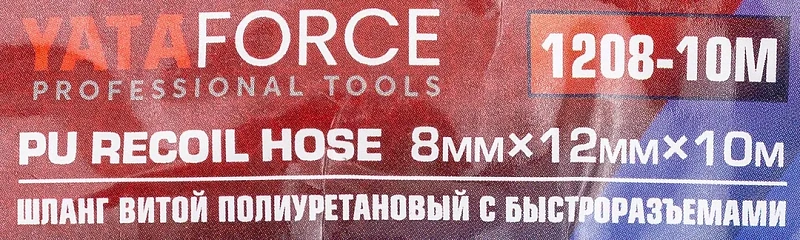 YATAFORCE
PROFESSIONAL TOOLS
1208-10M
PU RECOIL HOSE 8мм×12мм×10м
ШЛАНГ ВИТОЙ ПОЛИУРЕТАНОВЫЙ С БЫСТРОРАЗЪЕМАМИ